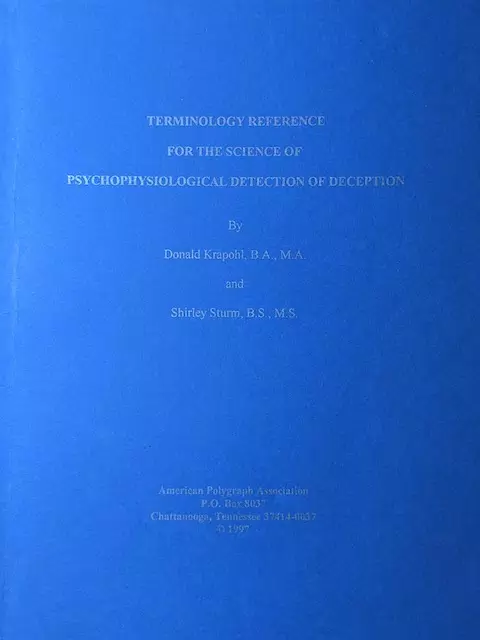 TERMINOLOGY REFERENCE
FOR THE SCIENCE OF
PSYCHOPHYSIOLOGICAL DETECTION OF DECEPTION
By
Donald Krapohl, B.A., M.A.
and
Shirley Sturm, B.S., M.S.
American Polygraph Association
P.O. Box 8037
Chattanooga, Tennessee 37414-0037
© 1997